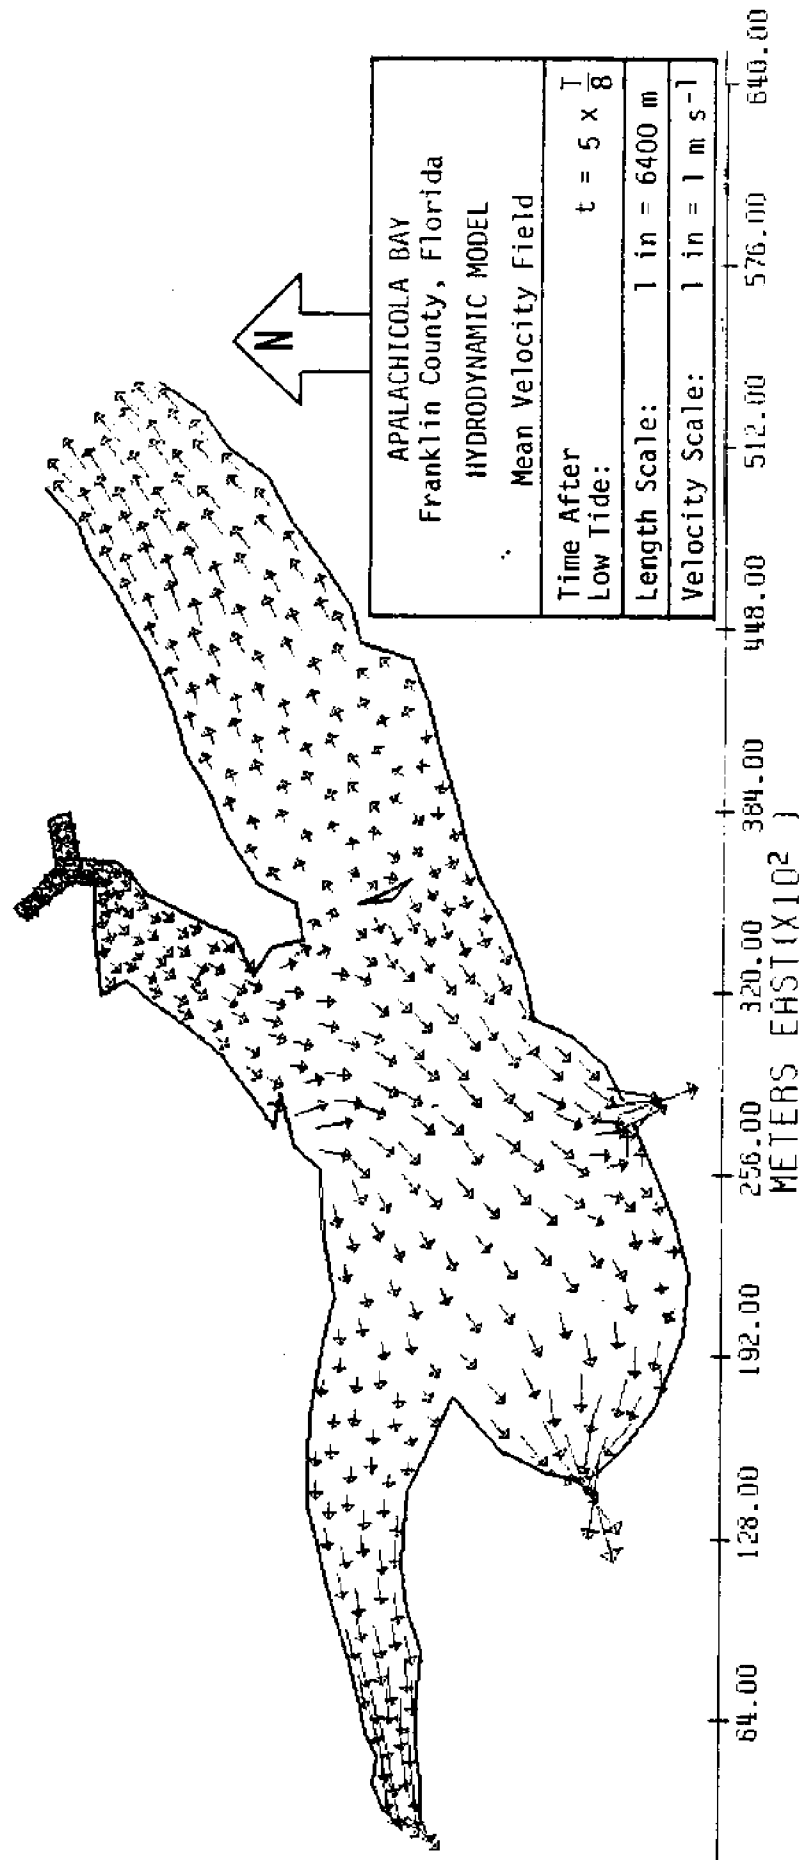 N
APALACHICOLA BAY
Franklin County, Florida
HYDRODYNAMIC MODEL
Mean Velocity Field
Time After
Low Tide: t = 5 x T/8
Length Scale: 1 in = 6400 m
Velocity Scale: 1 in = 1 m s⁻¹
64.00 128.00 192.00 256.00 320.00 384.00 448.00 512.00 576.00 640.00
METERS EAST (X10² )